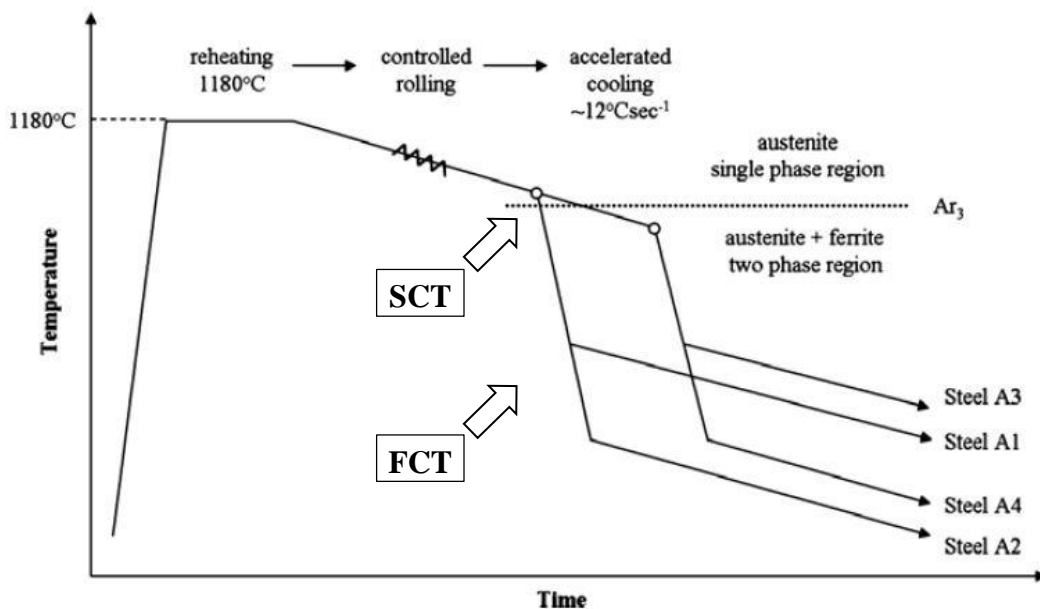 reheating
1180°C
controlled
rolling
accelerated
cooling
~12°Csec⁻¹
1180°C
austenite
single phase region
Ar₃
austenite + ferrite
two phase region
SCT
FCT
Temperature
Steel A3
Steel A1
Steel A4
Steel A2
Time